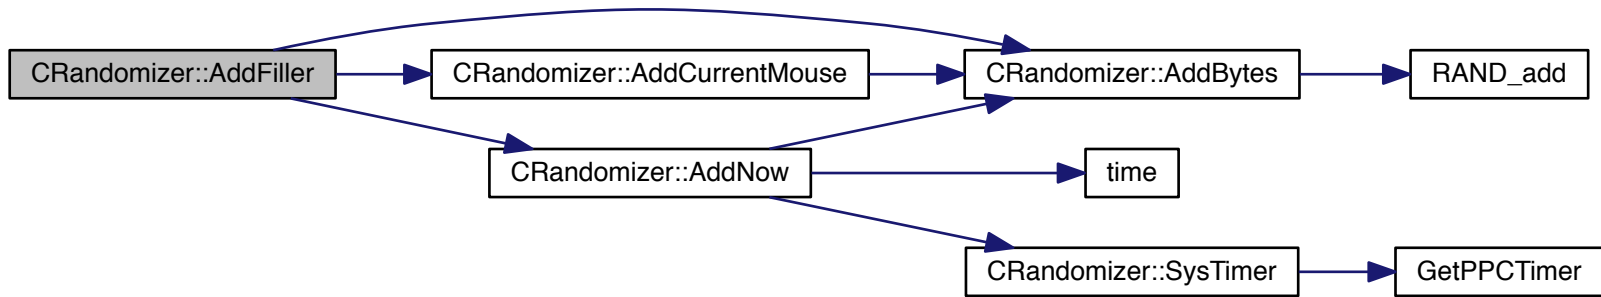 CRandomizer::AddFiller
CRandomizer::AddCurrentMouse
CRandomizer::AddBytes
RAND_add
CRandomizer::AddNow
time
CRandomizer::SysTimer
GetPPCTimer